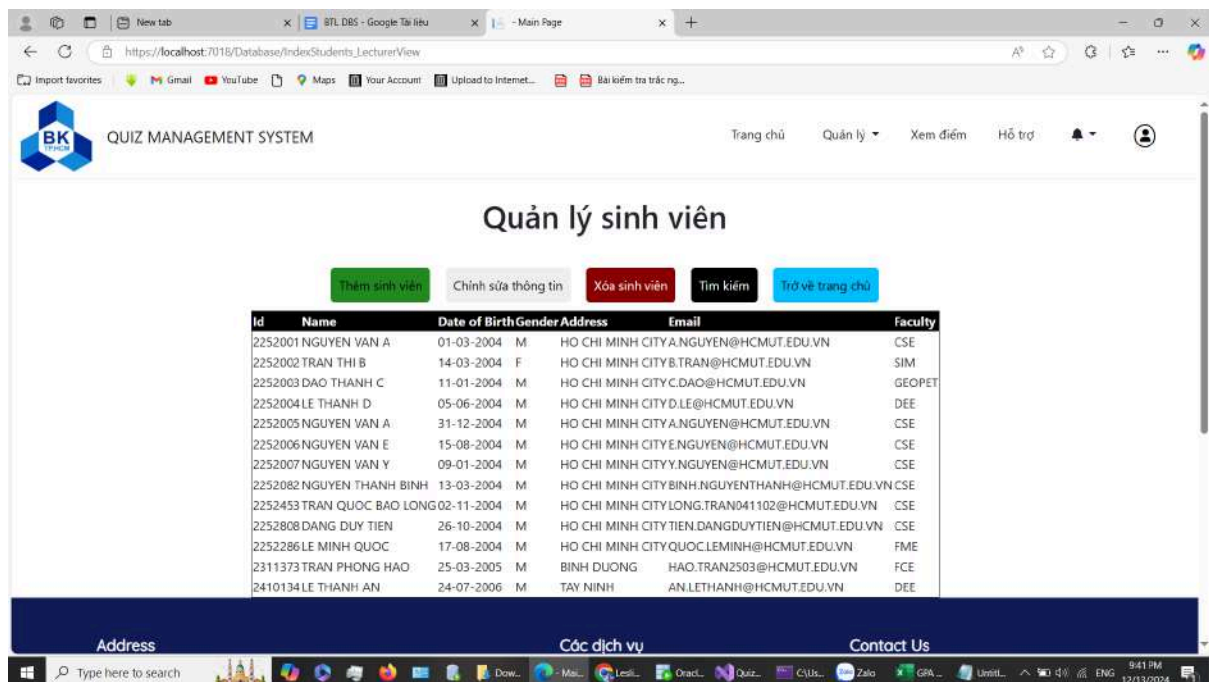 New tab BTL DBS - Google Tài liệu - Main Page
https://localhost:7018/Database/IndexStudents_LecturerView
Import favorites Gmail YouTube Maps Your Account Upload to Internet... Bài kiểm tra trắc ng...
BK
TP.HCM
QUIZ MANAGEMENT SYSTEM Trang chủ Quản lý Xem điểm Hỗ trợ
Quản lý sinh viên
Thêm sinh viên Chỉnh sửa thông tin Xóa sinh viên Tìm kiếm Trở về trang chủ
Id Name Date of Birth Gender Address Email Faculty
2252001 NGUYEN VAN A 01-03-2004 M HO CHI MINH CITY A.NGUYEN@HCMUT.EDU.VN CSE
2252002 TRAN THI B 14-03-2004 F HO CHI MINH CITY B.TRAN@HCMUT.EDU.VN SIM
2252003 DAO THANH C 11-01-2004 M HO CHI MINH CITY C.DAO@HCMUT.EDU.VN GEOPET
2252004 LE THANH D 05-06-2004 M HO CHI MINH CITY D.LE@HCMUT.EDU.VN DEE
2252005 NGUYEN VAN A 31-12-2004 M HO CHI MINH CITY A.NGUYEN@HCMUT.EDU.VN CSE
2252006 NGUYEN VAN E 15-08-2004 M HO CHI MINH CITY E.NGUYEN@HCMUT.EDU.VN CSE
2252007 NGUYEN VAN Y 09-01-2004 M HO CHI MINH CITY Y.NGUYEN@HCMUT.EDU.VN CSE
2252082 NGUYEN THANH BINH 13-03-2004 M HO CHI MINH CITY BINH.NGUYENTHANH@HCMUT.EDU.VN CSE
2252453 TRAN QUOC BAO LONG 02-11-2004 M HO CHI MINH CITY LONG.TRAN041102@HCMUT.EDU.VN CSE
2252808 DANG DUY TIEN 26-10-2004 M HO CHI MINH CITY TIEN.DANGDUYTIEN@HCMUT.EDU.VN CSE
2252286 LE MINH QUOC 17-08-2004 M HO CHI MINH CITY QUOC.LEMINH@HCMUT.EDU.VN FME
2311373 TRAN PHONG HAO 25-03-2005 M BINH DUONG HAO.TRAN2503@HCMUT.EDU.VN FCE
2410134 LE THANH AN 24-07-2006 M TAY NINH AN.LETHANH@HCMUT.EDU.VN DEE
Address Các dịch vụ Contact Us
Type here to search Dow... - Mai... Lesli... Oracl... Quiz... C:\Us... Zalo GPA ... Untitl... ENG 9:41 PM
12/13/2024